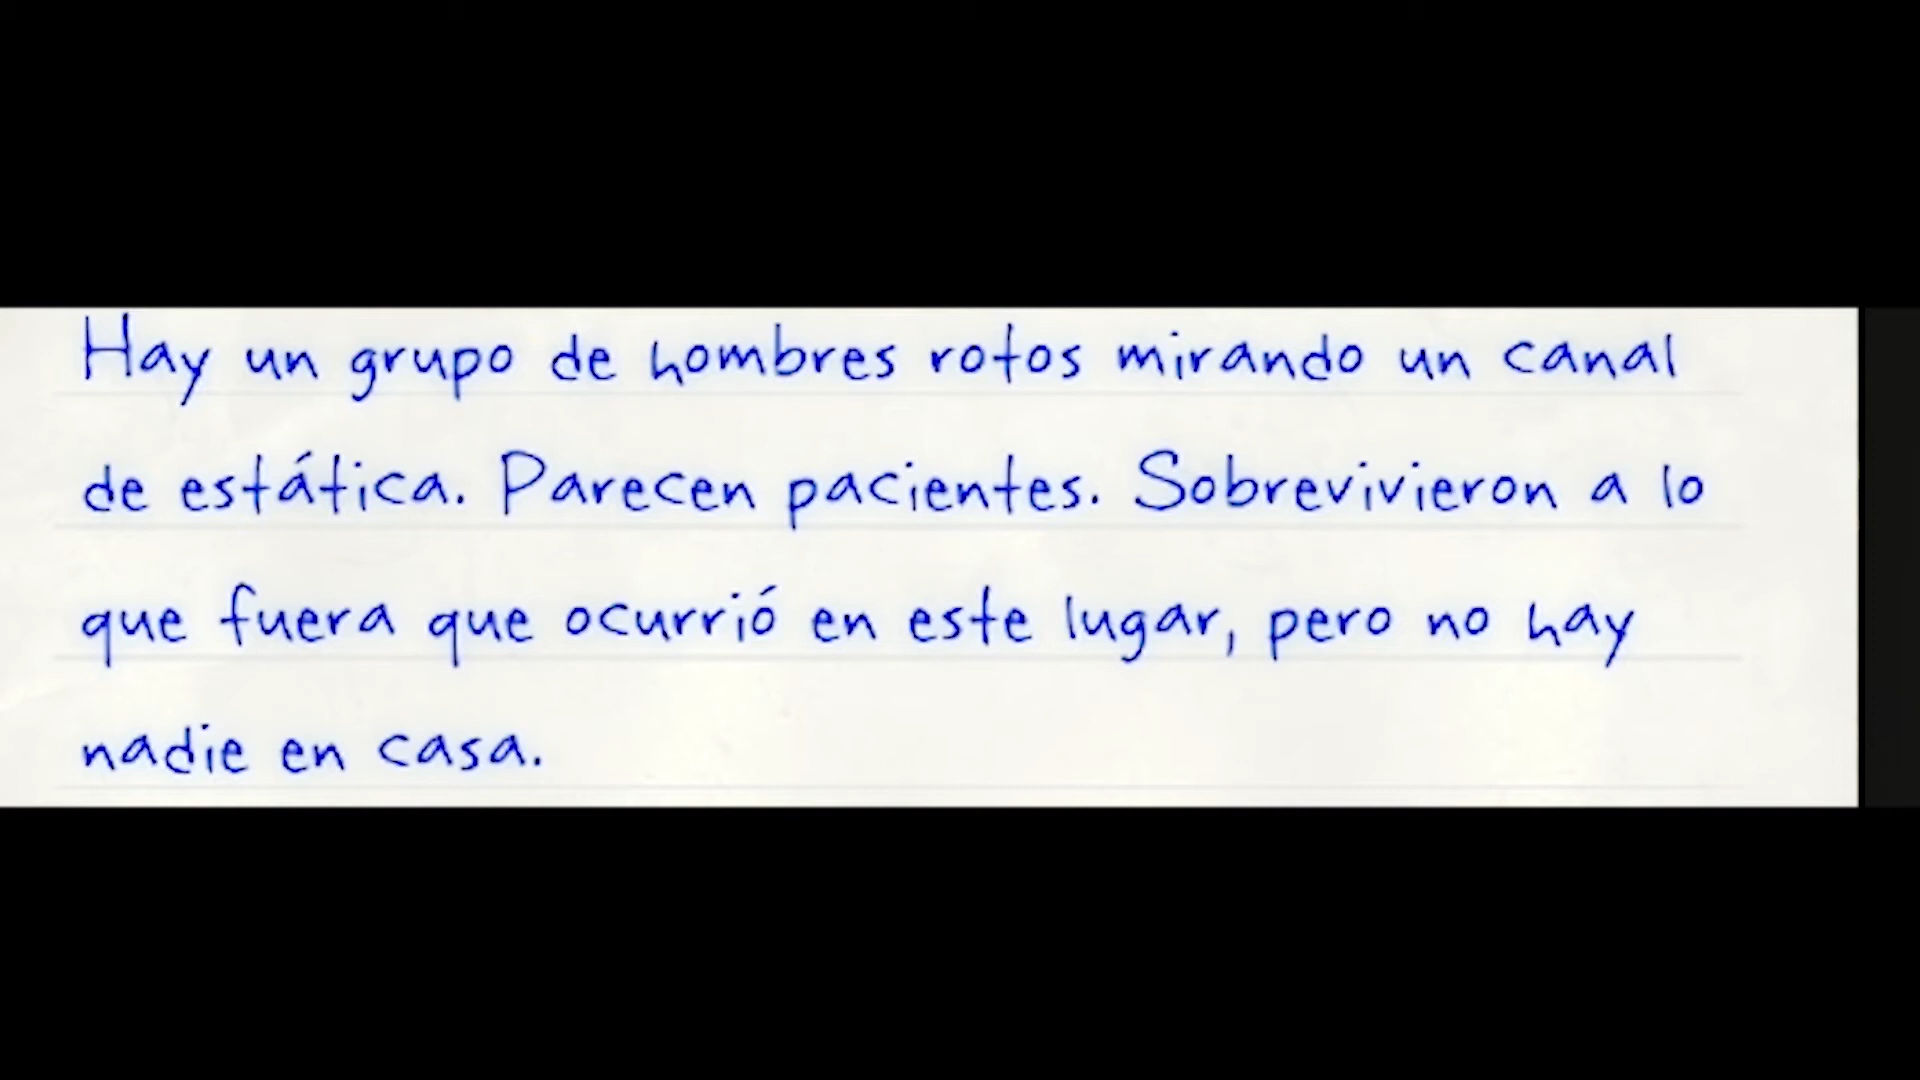 Hay un grupo de hombres rotos mirando un canal
de estática. Parecen pacientes. Sobrevivieron a lo
que fuera que ocurrió en este lugar, pero no hay
nadie en casa.